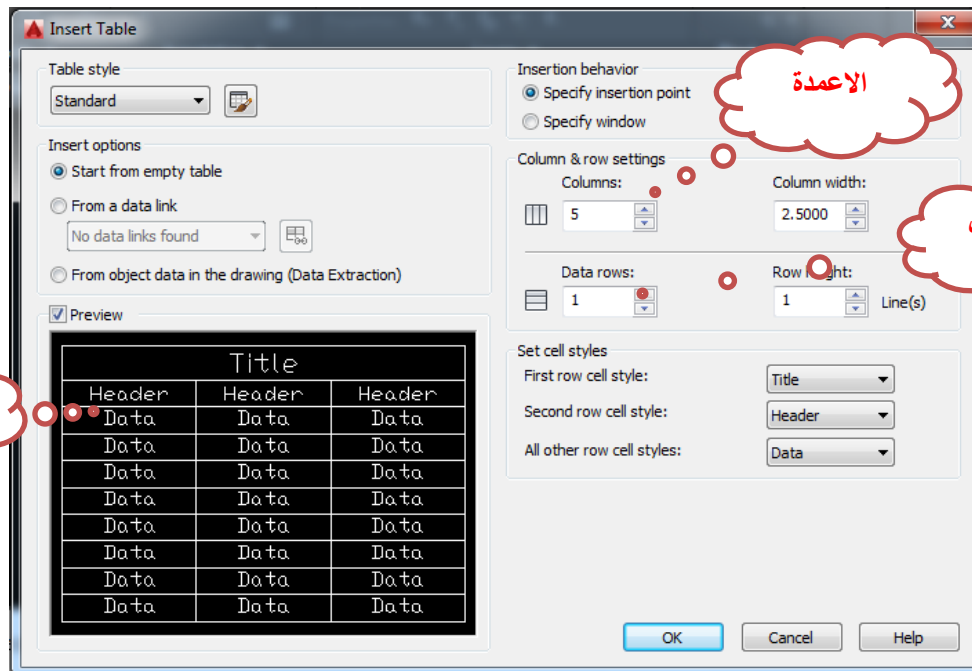 Insert Table
Table style
Standard
Insert options
Start from empty table
From a data link
No data links found
From object data in the drawing (Data Extraction)
Preview
Title
Header Header Header
Data Data Data
Data Data Data
Data Data Data
Data Data Data
Data Data Data
Data Data Data
Data Data Data
Data Data Data
Insertion behavior
Specify insertion point
Specify window
الاعمدة
Column & row settings
Columns: Column width:
5 2.5000
Data rows:
1 1 Line(s)
Set cell styles
First row cell style: Title
Second row cell style: Header
All other row cell styles: Data
OK Cancel Help